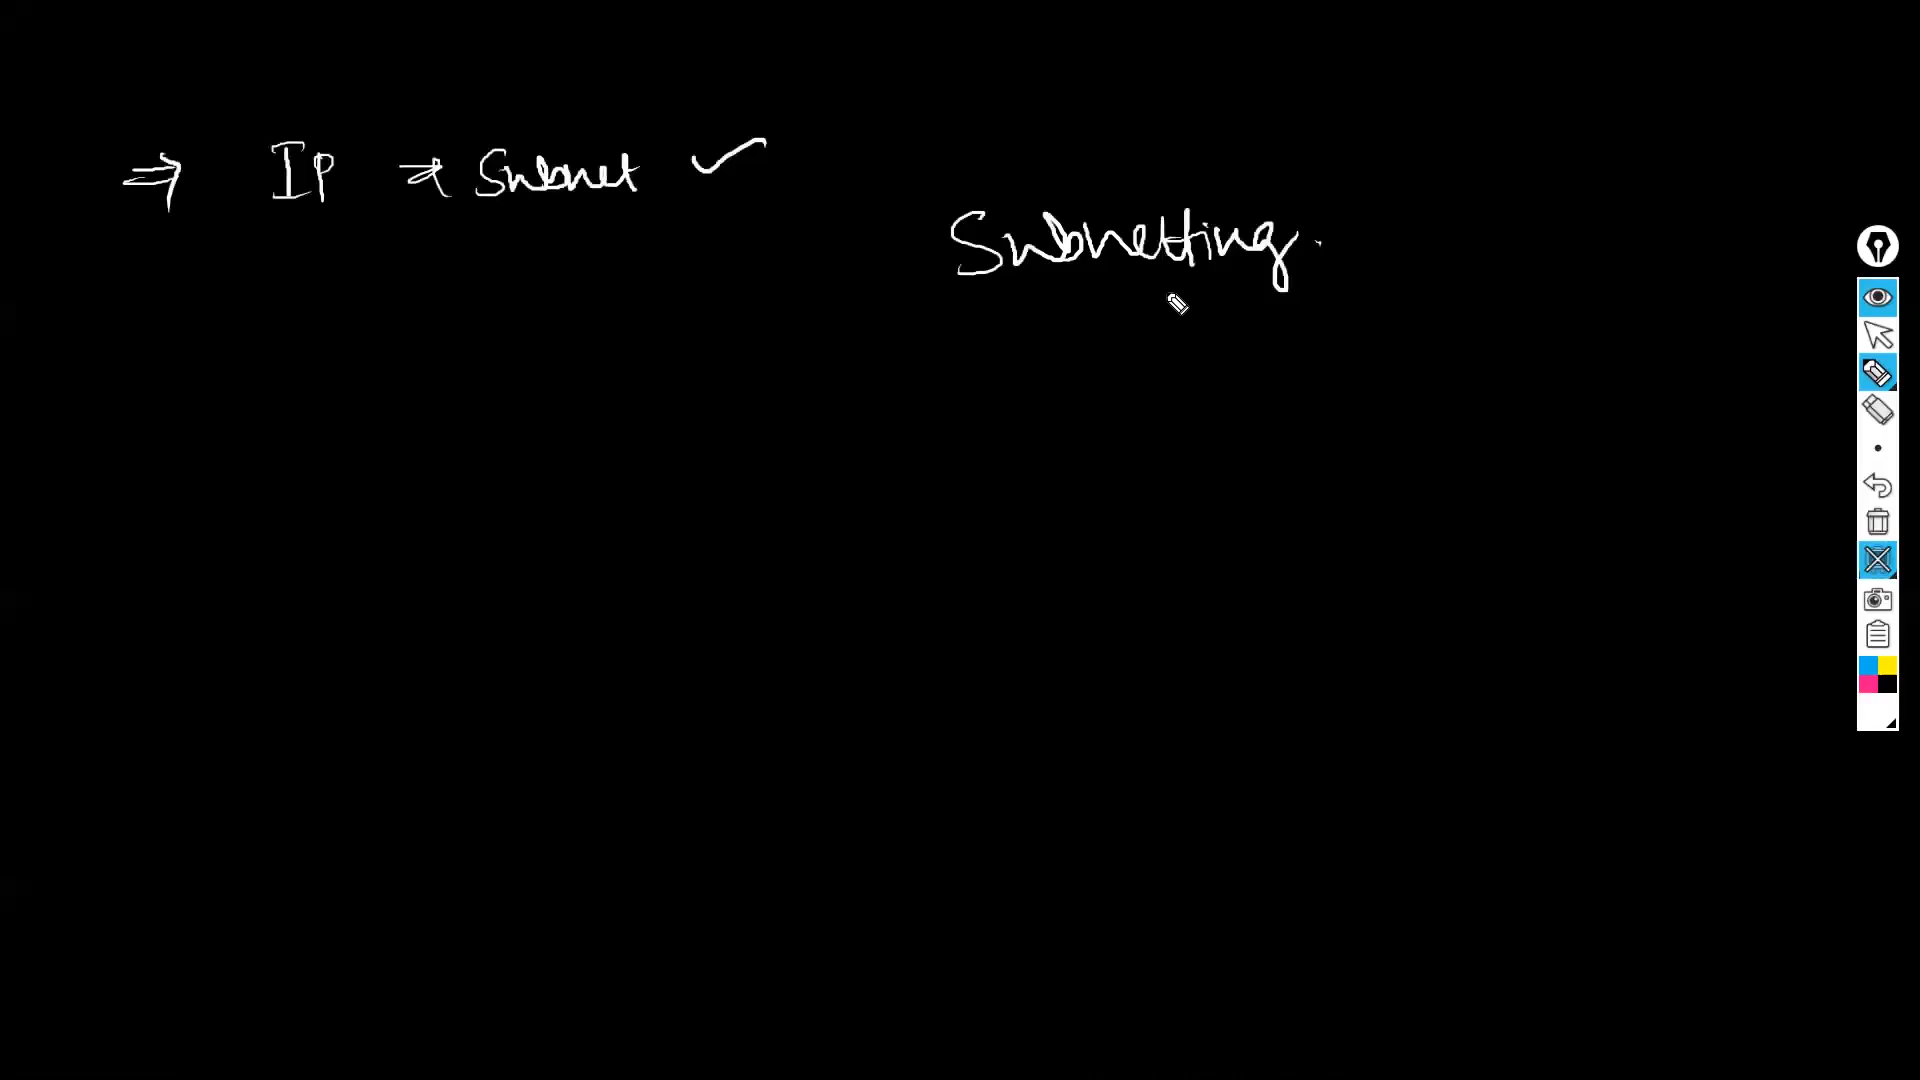 ⇒ IP ⇒ Subnet ✓
Subnetting.